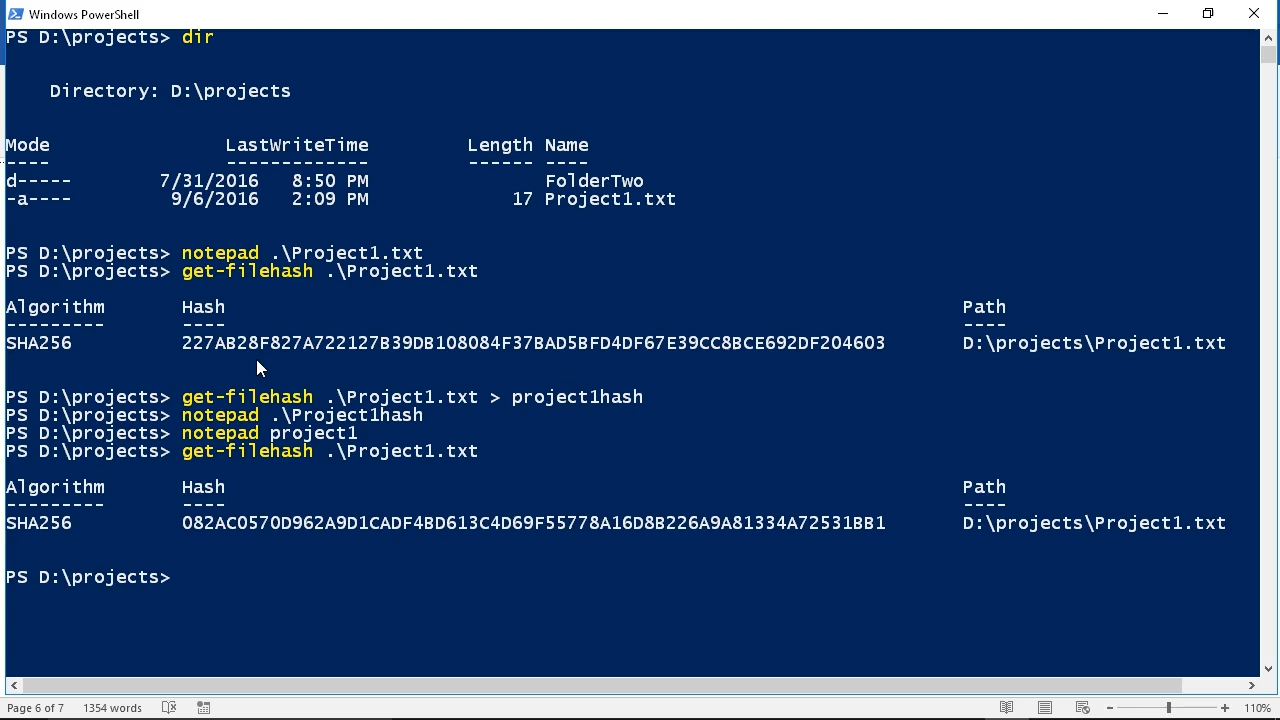 Windows PowerShell
PS D:\projects> dir
Directory: D:\projects
Mode LastWriteTime Length Name
---- ------------- ------ ----
d----- 7/31/2016 8:50 PM FolderTwo
-a---- 9/6/2016 2:09 PM 17 Project1.txt
PS D:\projects> notepad .\Project1.txt
PS D:\projects> get-filehash .\Project1.txt
Algorithm Hash Path
--------- ---- ----
SHA256 227AB28F827A722127B39DB108084F37BAD5BFD4DF67E39CC8BCE692DF204603 D:\projects\Project1.txt
PS D:\projects> get-filehash .\Project1.txt > project1hash
PS D:\projects> notepad .\Project1hash
PS D:\projects> notepad project1
PS D:\projects> get-filehash .\Project1.txt
Algorithm Hash Path
--------- ---- ----
SHA256 082AC0570D962A9D1CADF4BD613C4D69F55778A16D8B226A9A81334A72531BB1 D:\projects\Project1.txt
PS D:\projects>
Page 6 of 7 1354 words 110%